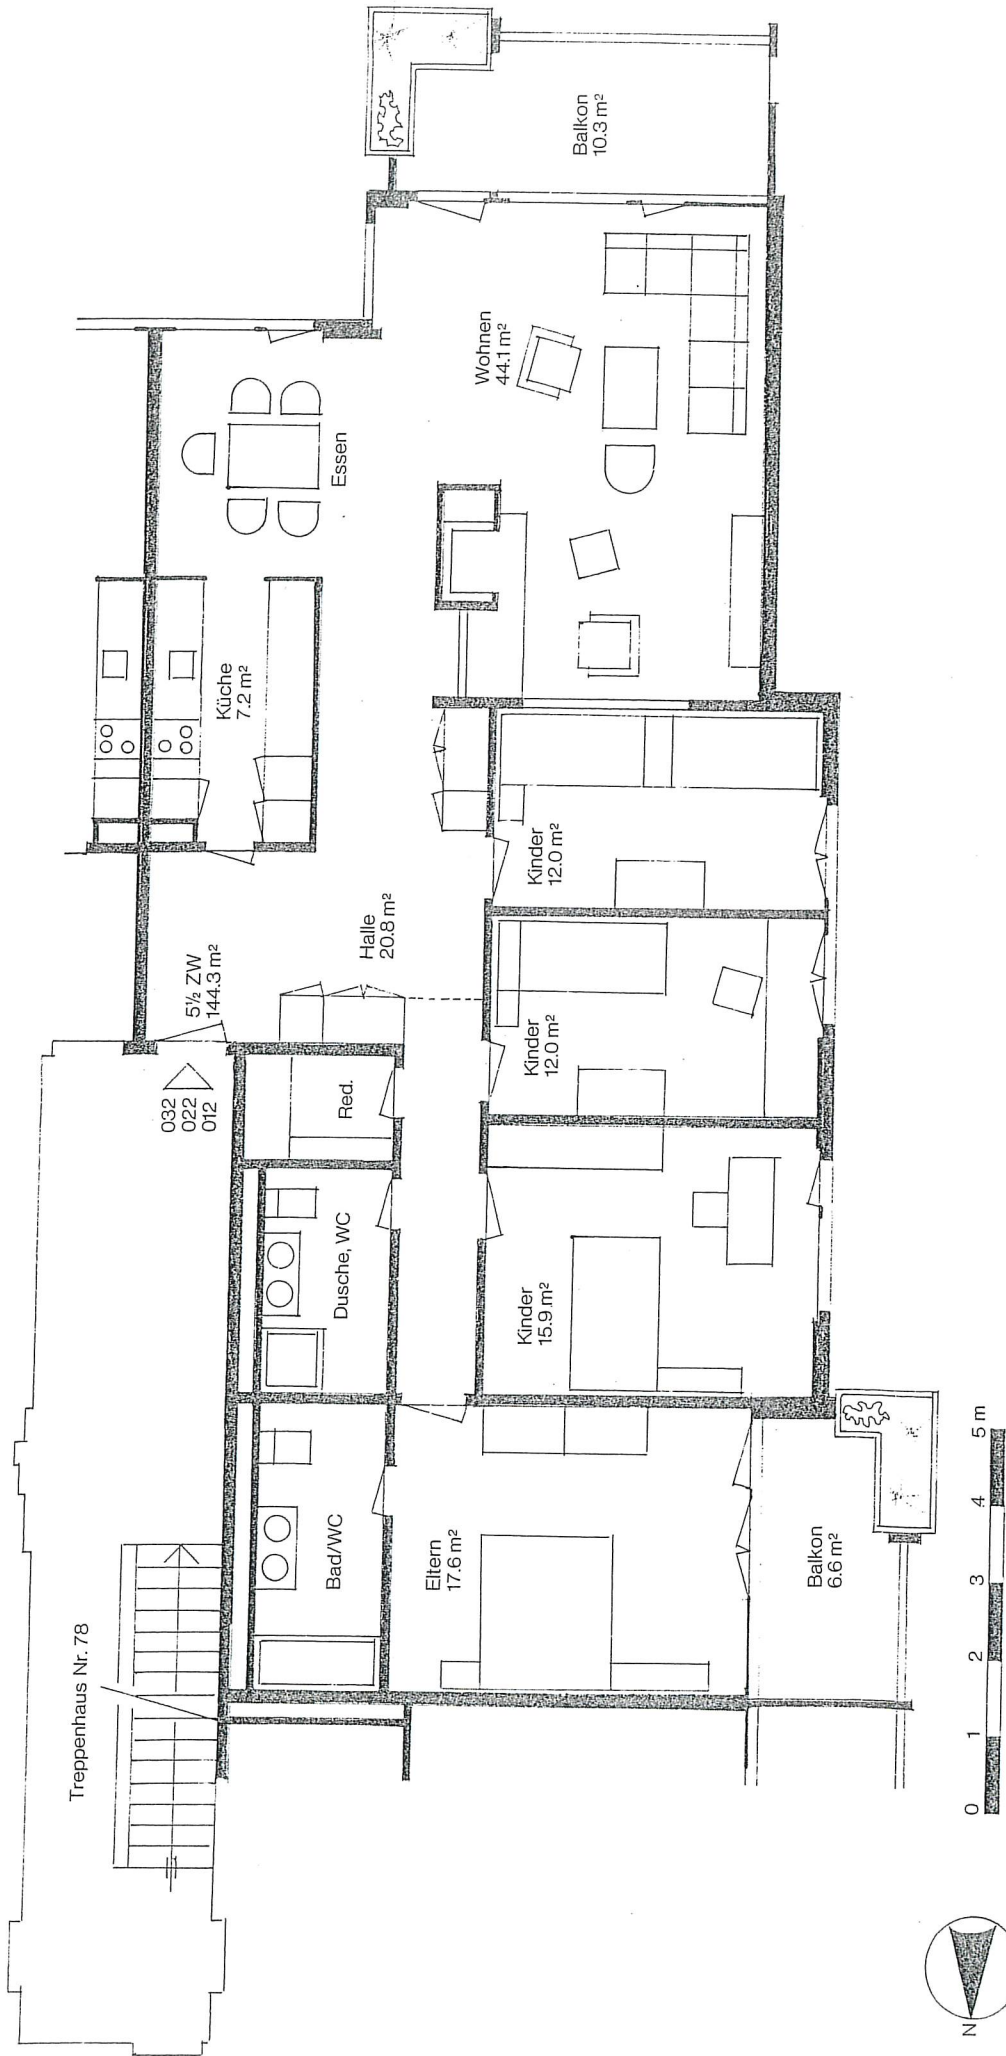 Treppenhaus Nr. 78
032
022
012
5½ ZW
144.3 m²
Küche
7.2 m²
Essen
Balkon
10.3 m²
Wohnen
44.1 m²
Halle
20.8 m²
Red.
Dusche, WC
Bad/WC
Eltern
17.6 m²
Kinder
15.9 m²
Kinder
12.0 m²
Kinder
12.0 m²
Balkon
6.6 m²
N
0 1 2 3 4 5 m